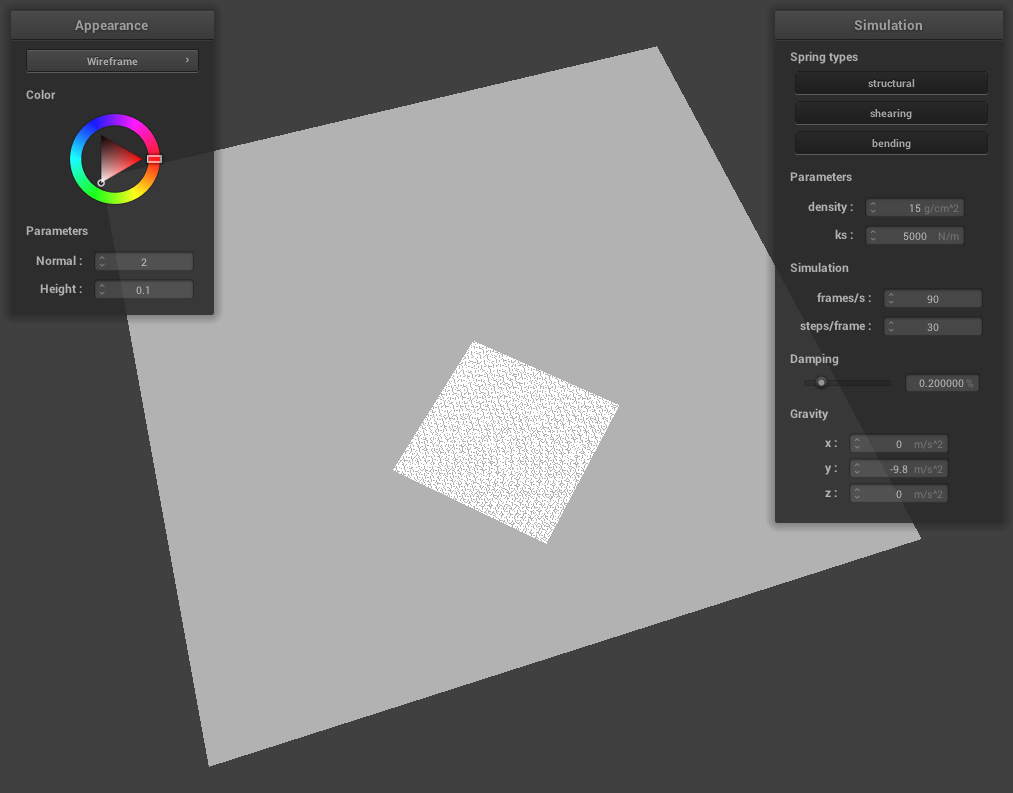 Appearance
Wireframe
Color
Parameters
Normal : 2
Height : 0.1
Simulation
Spring types
structural
shearing
bending
Parameters
density : 15 g/cm^2
ks : 5000 N/m
Simulation
frames/s : 90
steps/frame : 30
Damping
0.200000 %
Gravity
x : 0 m/s^2
y : -9.8 m/s^2
z : 0 m/s^2